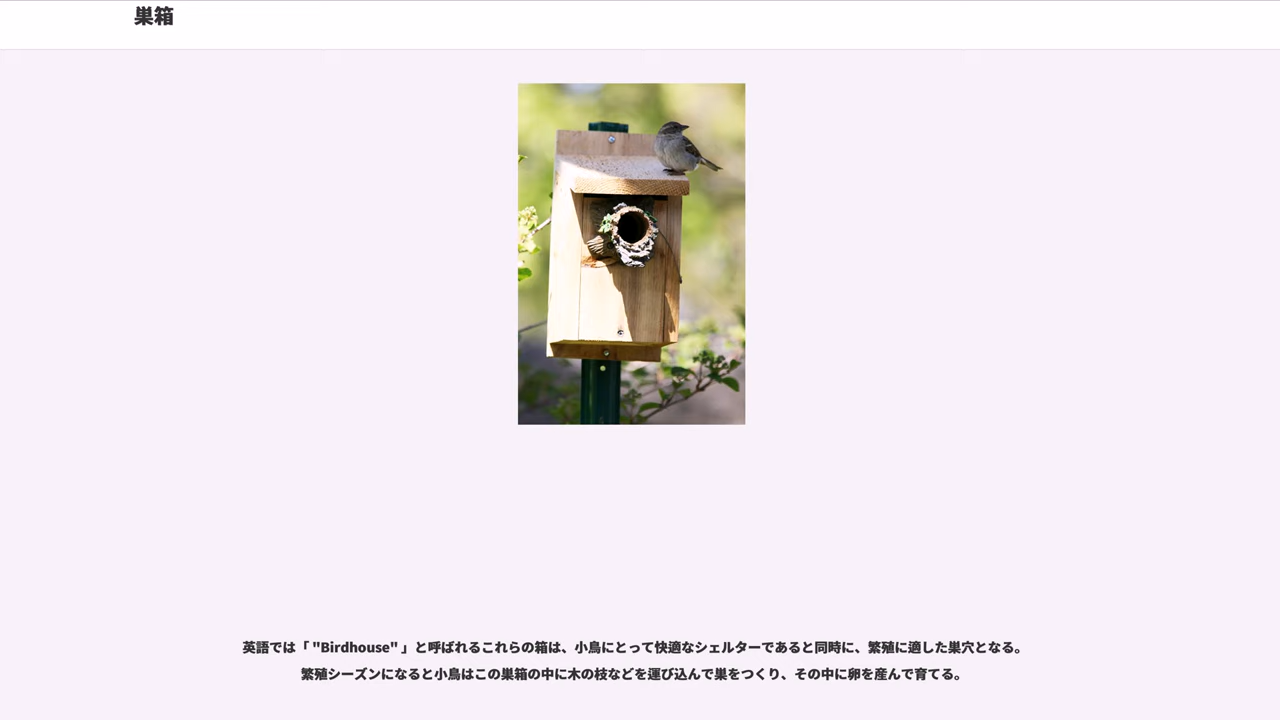 巣箱
英語では「 "Birdhouse" 」と呼ばれるこれらの箱は、小鳥にとって快適なシェルターであると同時に、繁殖に適した巣穴となる。
繁殖シーズンになると小鳥はこの巣箱の中に木の枝などを運び込んで巣をつくり、その中に卵を産んで育てる。